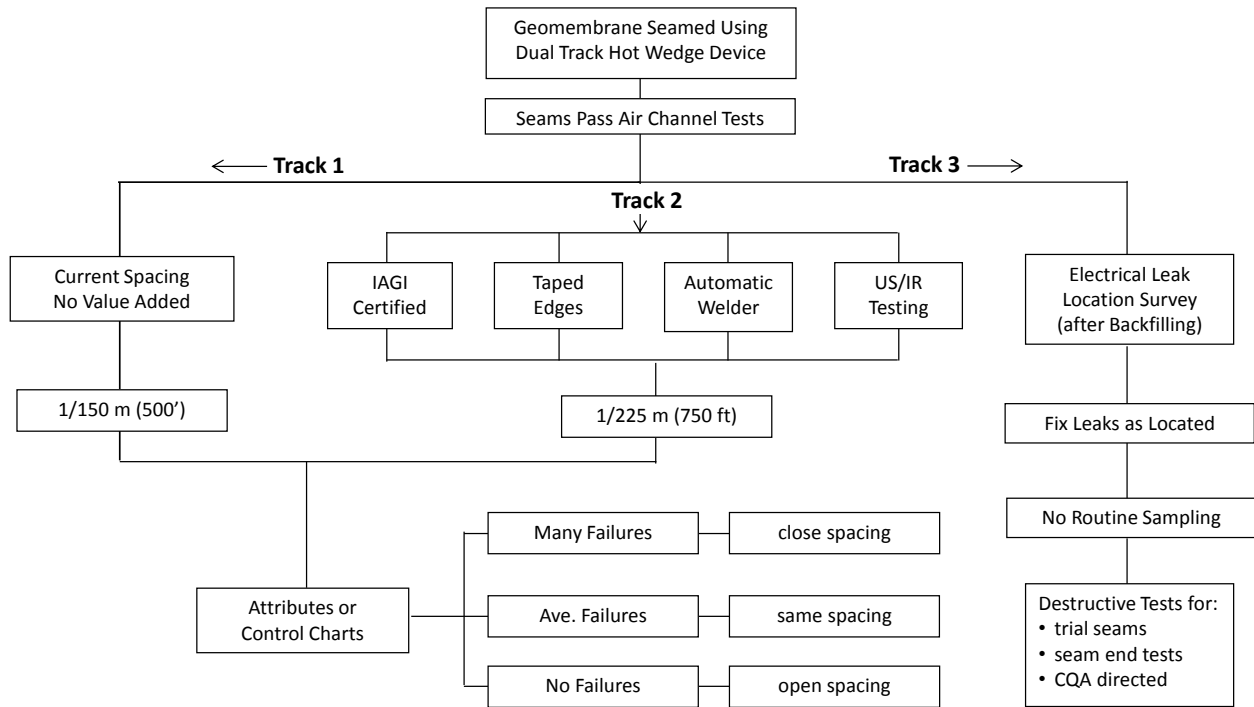 Geomembrane Seamed Using
Dual Track Hot Wedge Device
Seams Pass Air Channel Tests
Track 1
Track 3
Track 2
Current Spacing
No Value Added
IAGI
Certified
Taped
Edges
Automatic
Welder
US/IR
Testing
Electrical Leak
Location Survey
(after Backfilling)
1/150 m (500’)
1/225 m (750 ft)
Fix Leaks as Located
No Routine Sampling
Many Failures
close spacing
Attributes or
Control Charts
Ave. Failures
same spacing
No Failures
open spacing
Destructive Tests for:
• trial seams
• seam end tests
• CQA directed